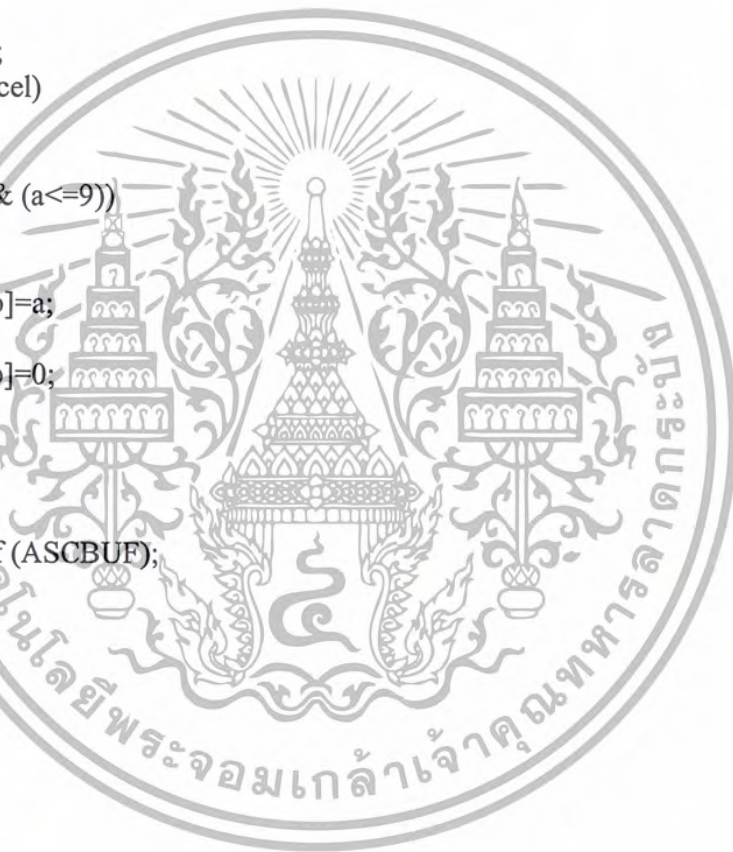 ;
cel)
& (a<=9))
]=a;
]=0;
f (ASCBUF);
โนโลยีพระจอมเกล้าเจ้าคุณทหารลาดกระบัง